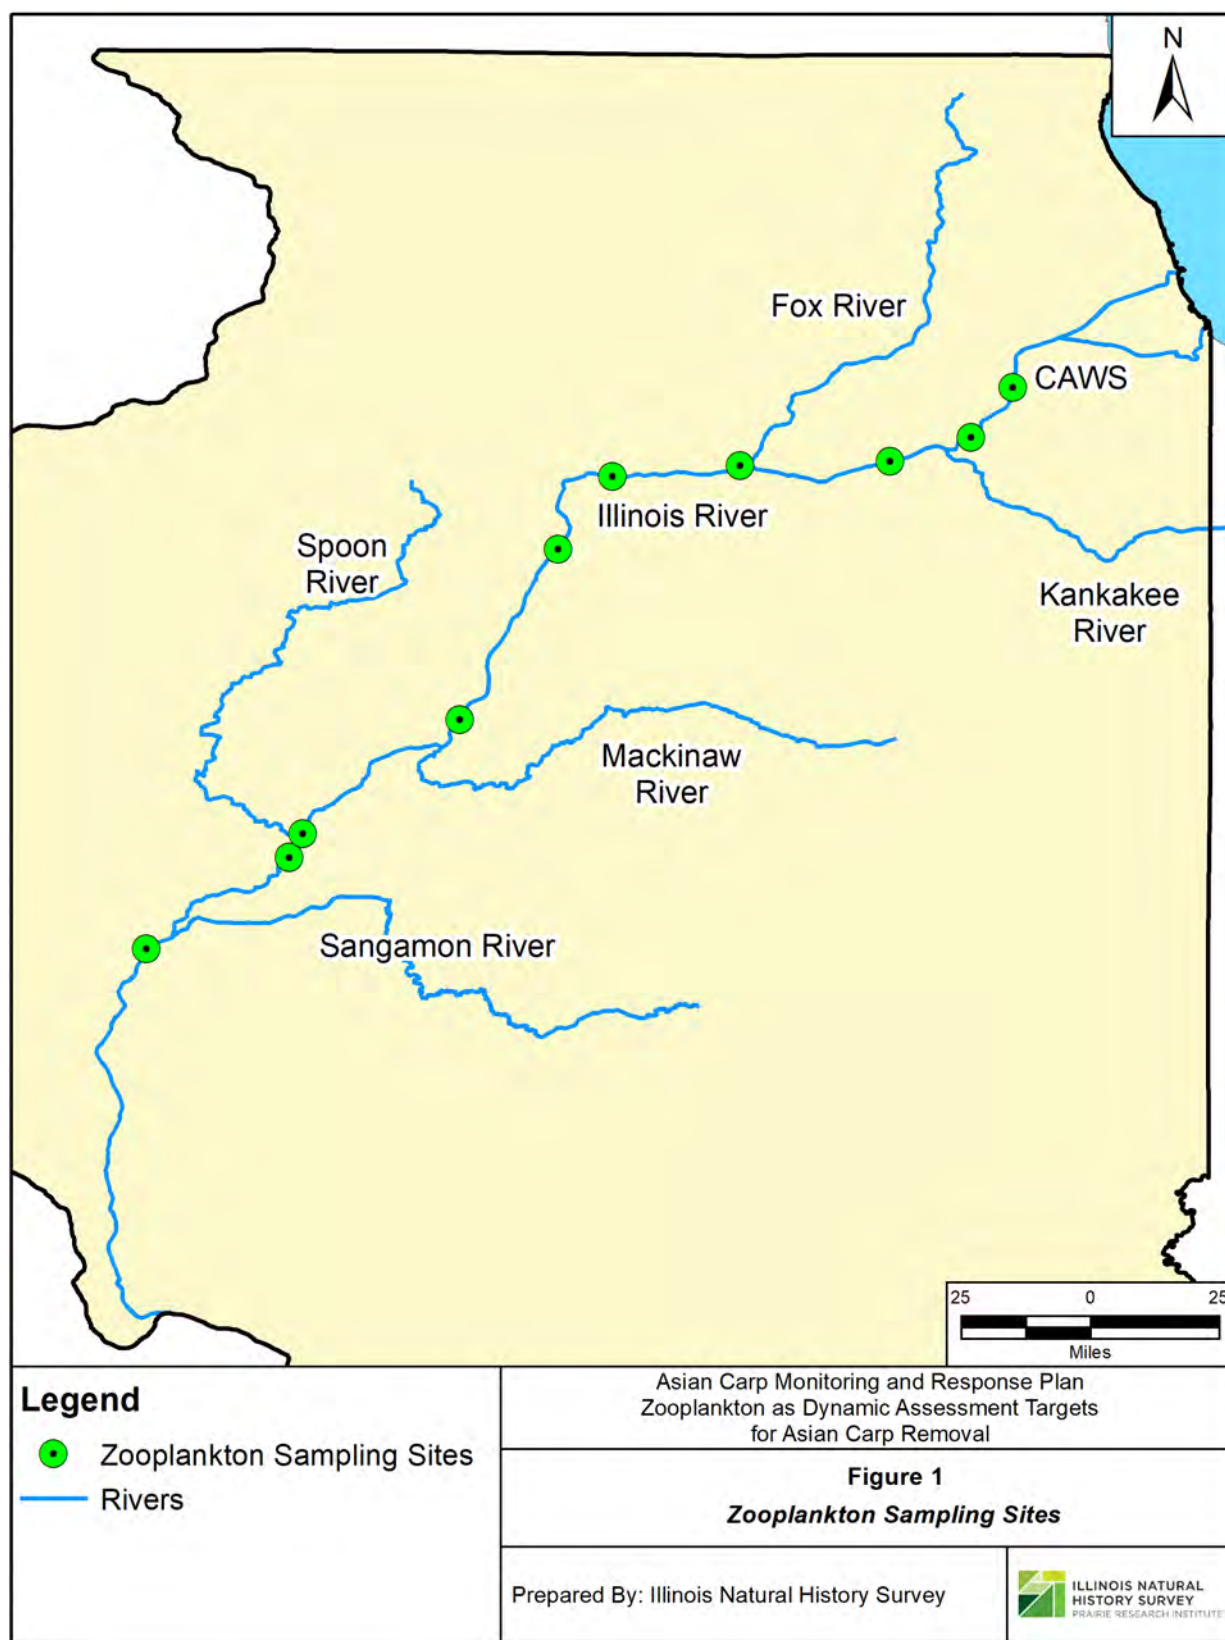 N
Fox River
CAWS
Illinois River
Spoon
River
Kankakee
River
Mackinaw
River
Sangamon River
25 0 25
Miles
Legend
Zooplankton Sampling Sites
Rivers
Asian Carp Monitoring and Response Plan
Zooplankton as Dynamic Assessment Targets
for Asian Carp Removal
Figure 1
Zooplankton Sampling Sites
Prepared By: Illinois Natural History Survey
ILLINOIS NATURAL
HISTORY SURVEY
PRAIRIE RESEARCH INSTITUTE